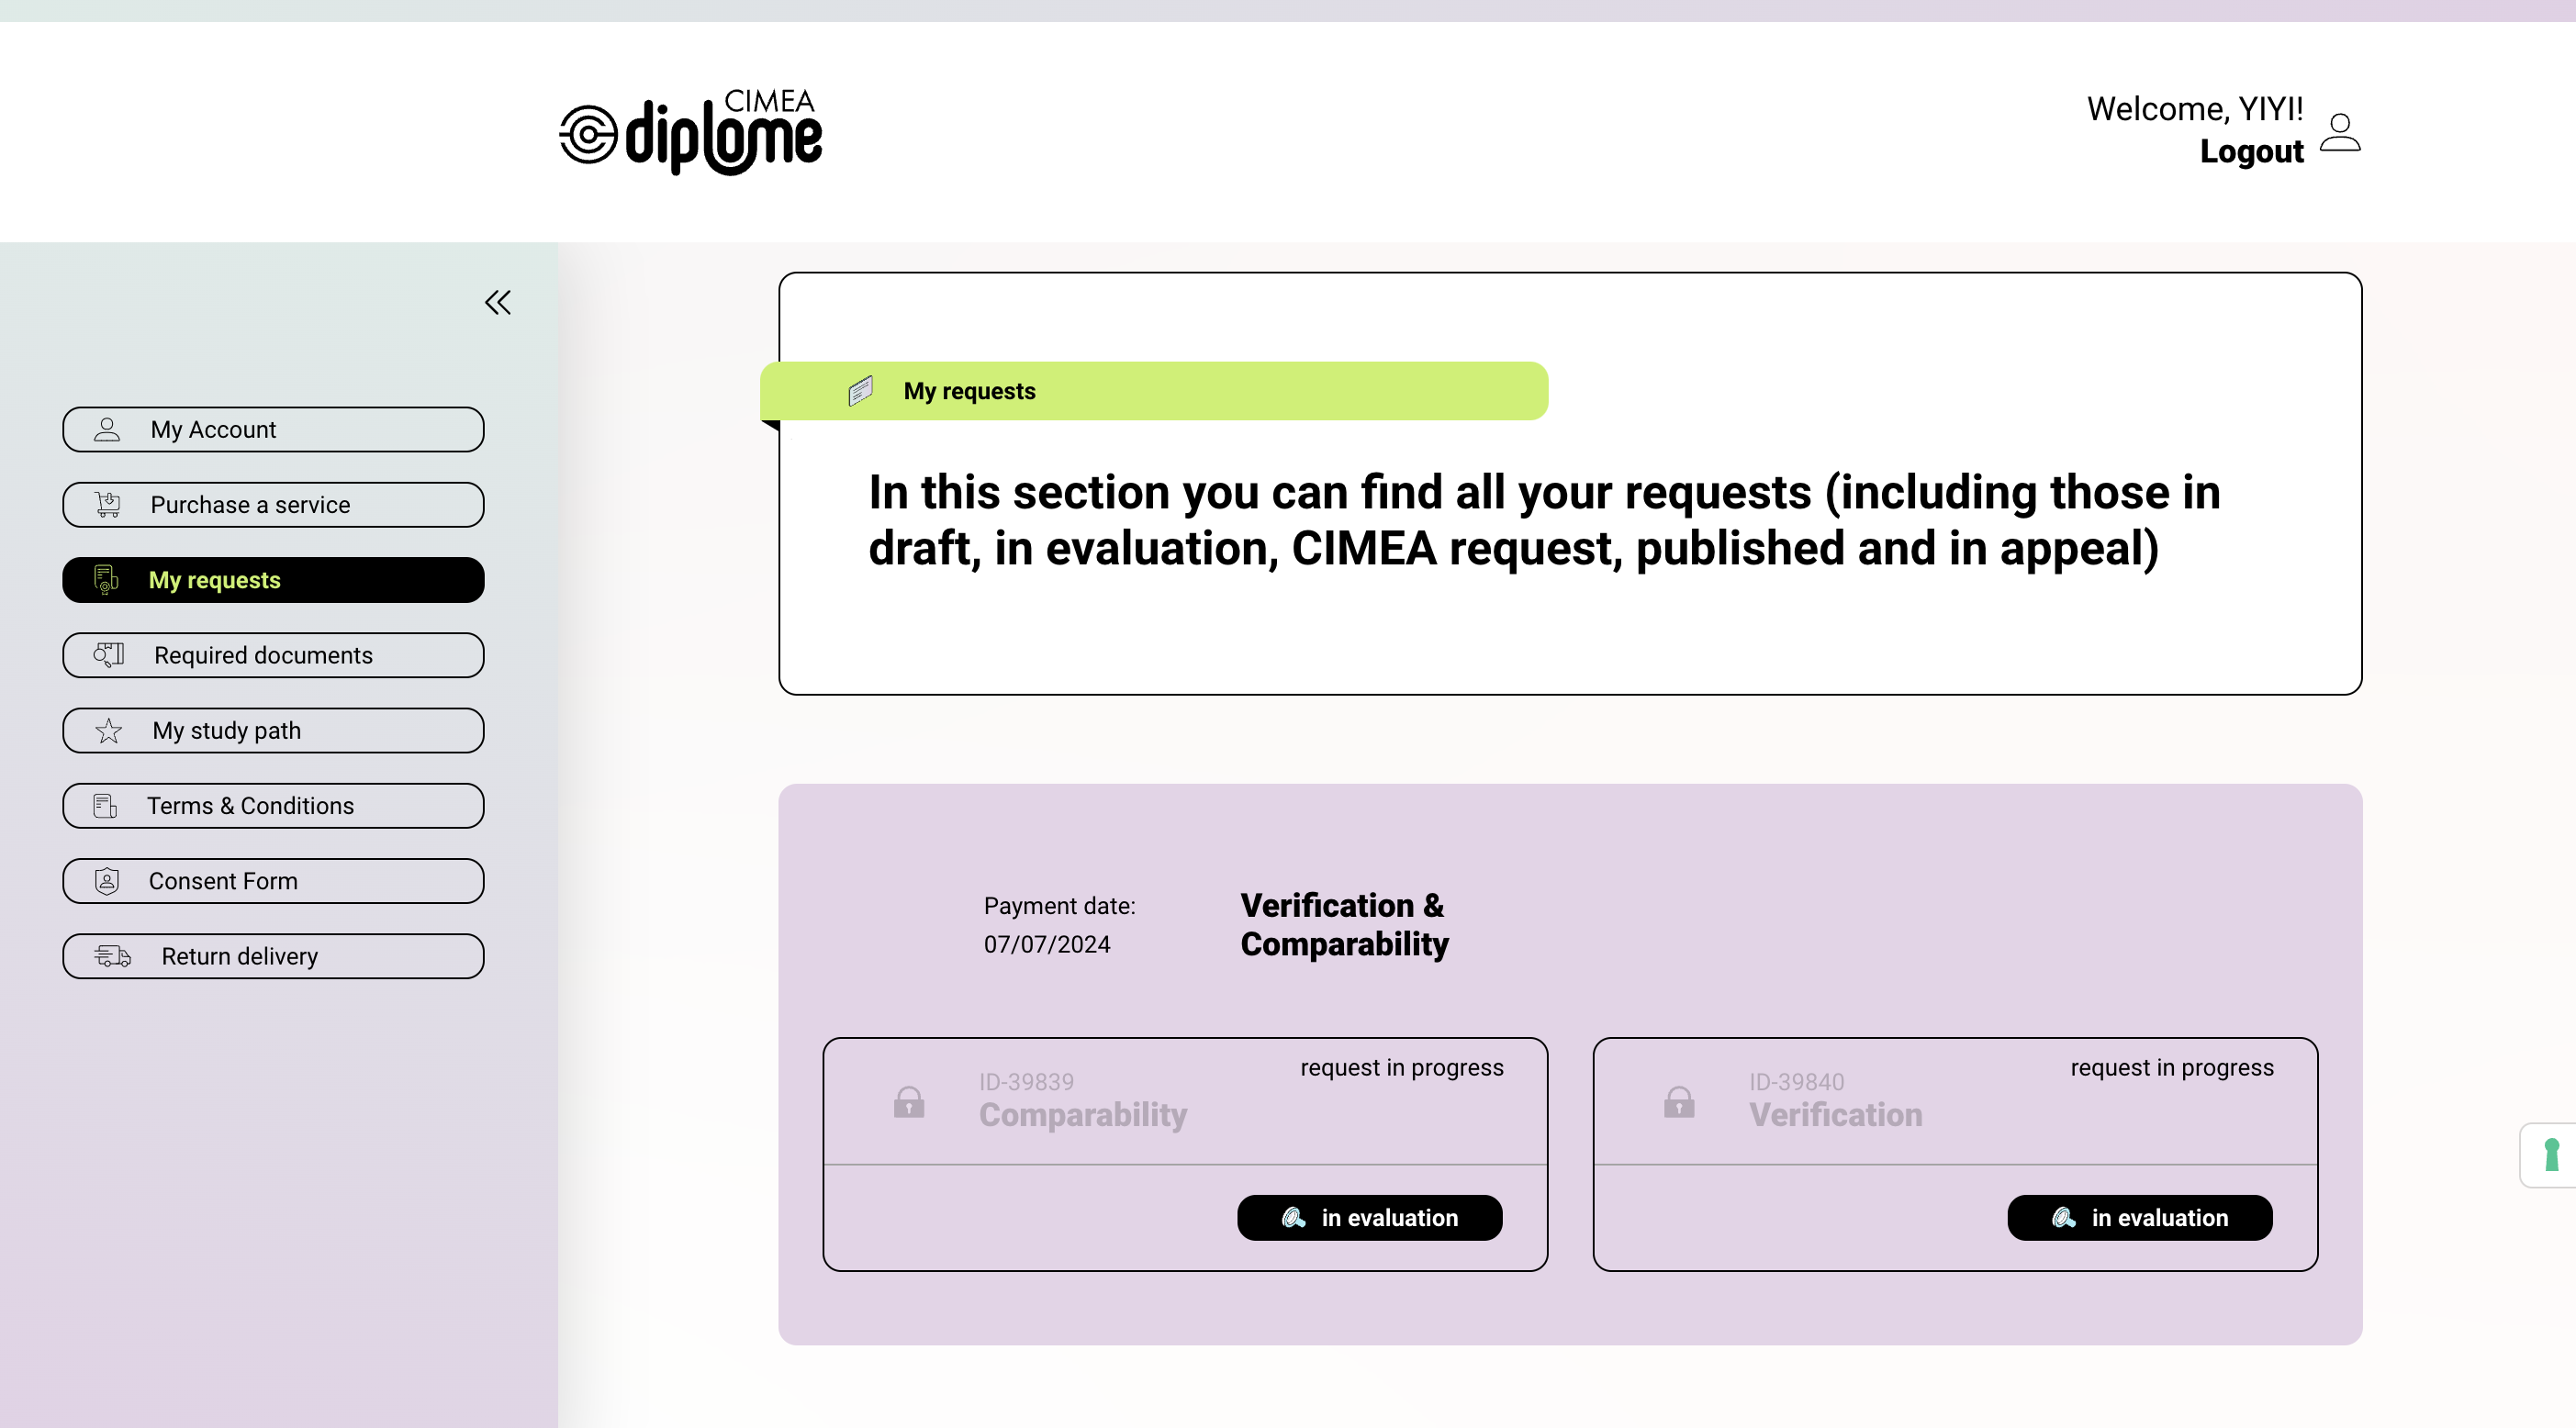 CIMEA
diplome
Welcome, YIYI!
Logout
My Account
Purchase a service
My requests
Required documents
My study path
Terms & Conditions
Consent Form
Return delivery
My requests
In this section you can find all your requests (including those in
draft, in evaluation, CIMEA request, published and in appeal)
Payment date:
07/07/2024
Verification &
Comparability
request in progress
ID-39839
Comparability
in evaluation
request in progress
ID-39840
Verification
in evaluation